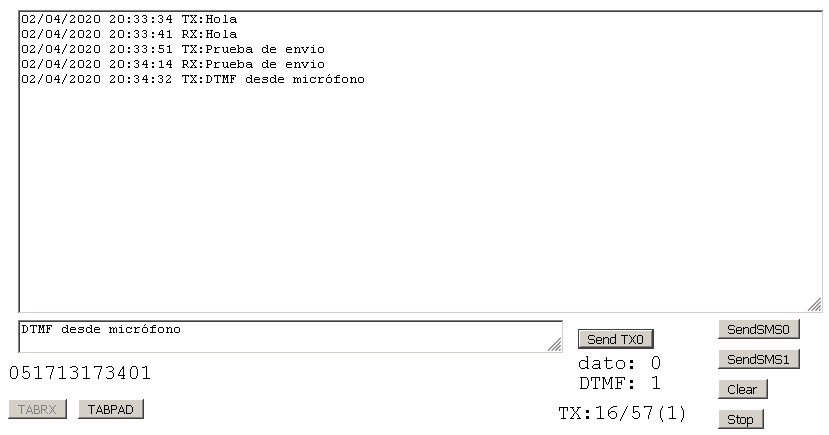 02/04/2020 20:33:34 TX:Hola
02/04/2020 20:33:41 RX:Hola
02/04/2020 20:33:51 TX:Prueba de envio
02/04/2020 20:34:14 RX:Prueba de envio
02/04/2020 20:34:32 TX:DTMF desde micrófono
DTMF desde micrófono
Send TX0
SendSMS0
dato: 0
SendSMS1
051713173401
DTMF: 1
Clear
TABRX TABPAD
TX:16/57(1)
Stop